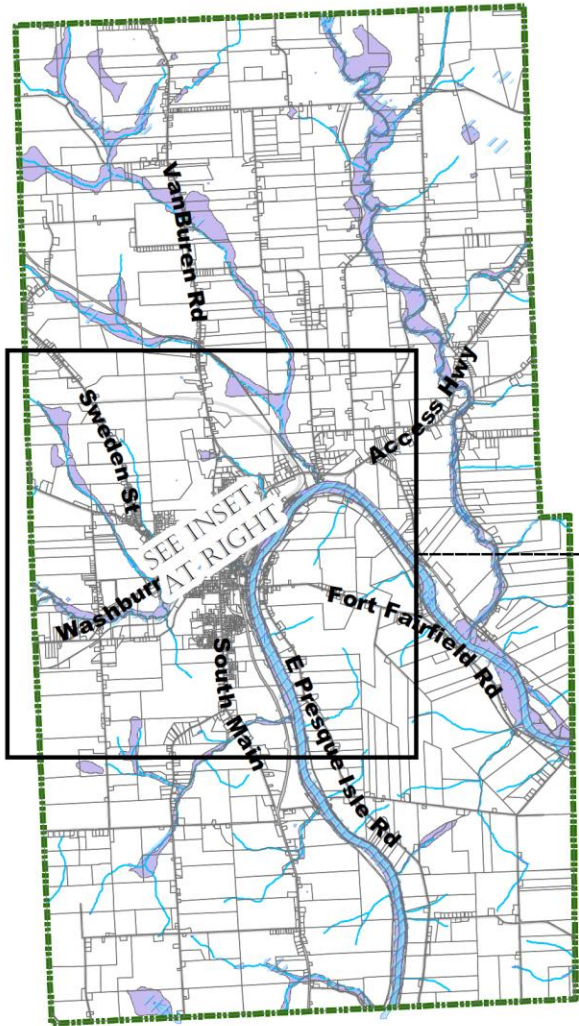 VanBuren Rd
Access Hwy
Sweden St
SEE INSET
AT RIGHT
Washburn
Fort Fairfield Rd
South Main
E Presque Isle Rd